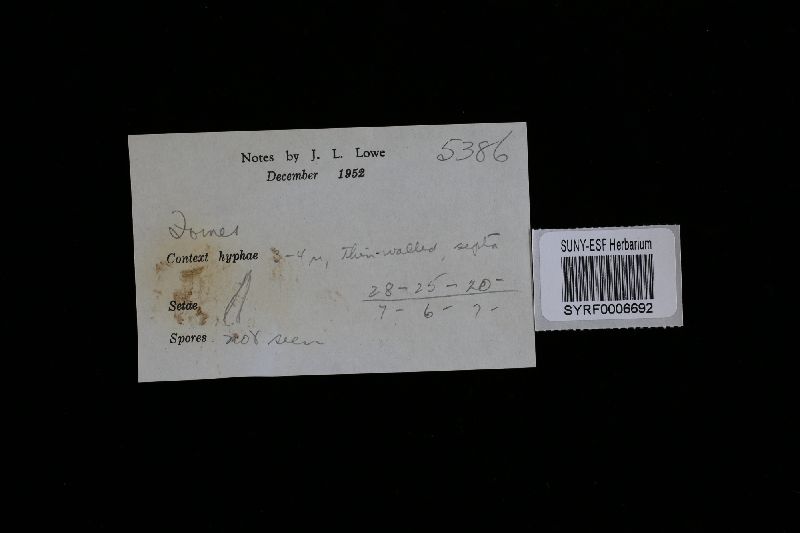 Notes by J. L. Lowe
December 1952
5386
Fomes
Context hyphae 3-4 µ, thin-walled, septa
Setae
28 - 25 - 20 -
7 - 6 - 7 -
Spores not seen
SUNY-ESF Herbarium
SYRF0006692